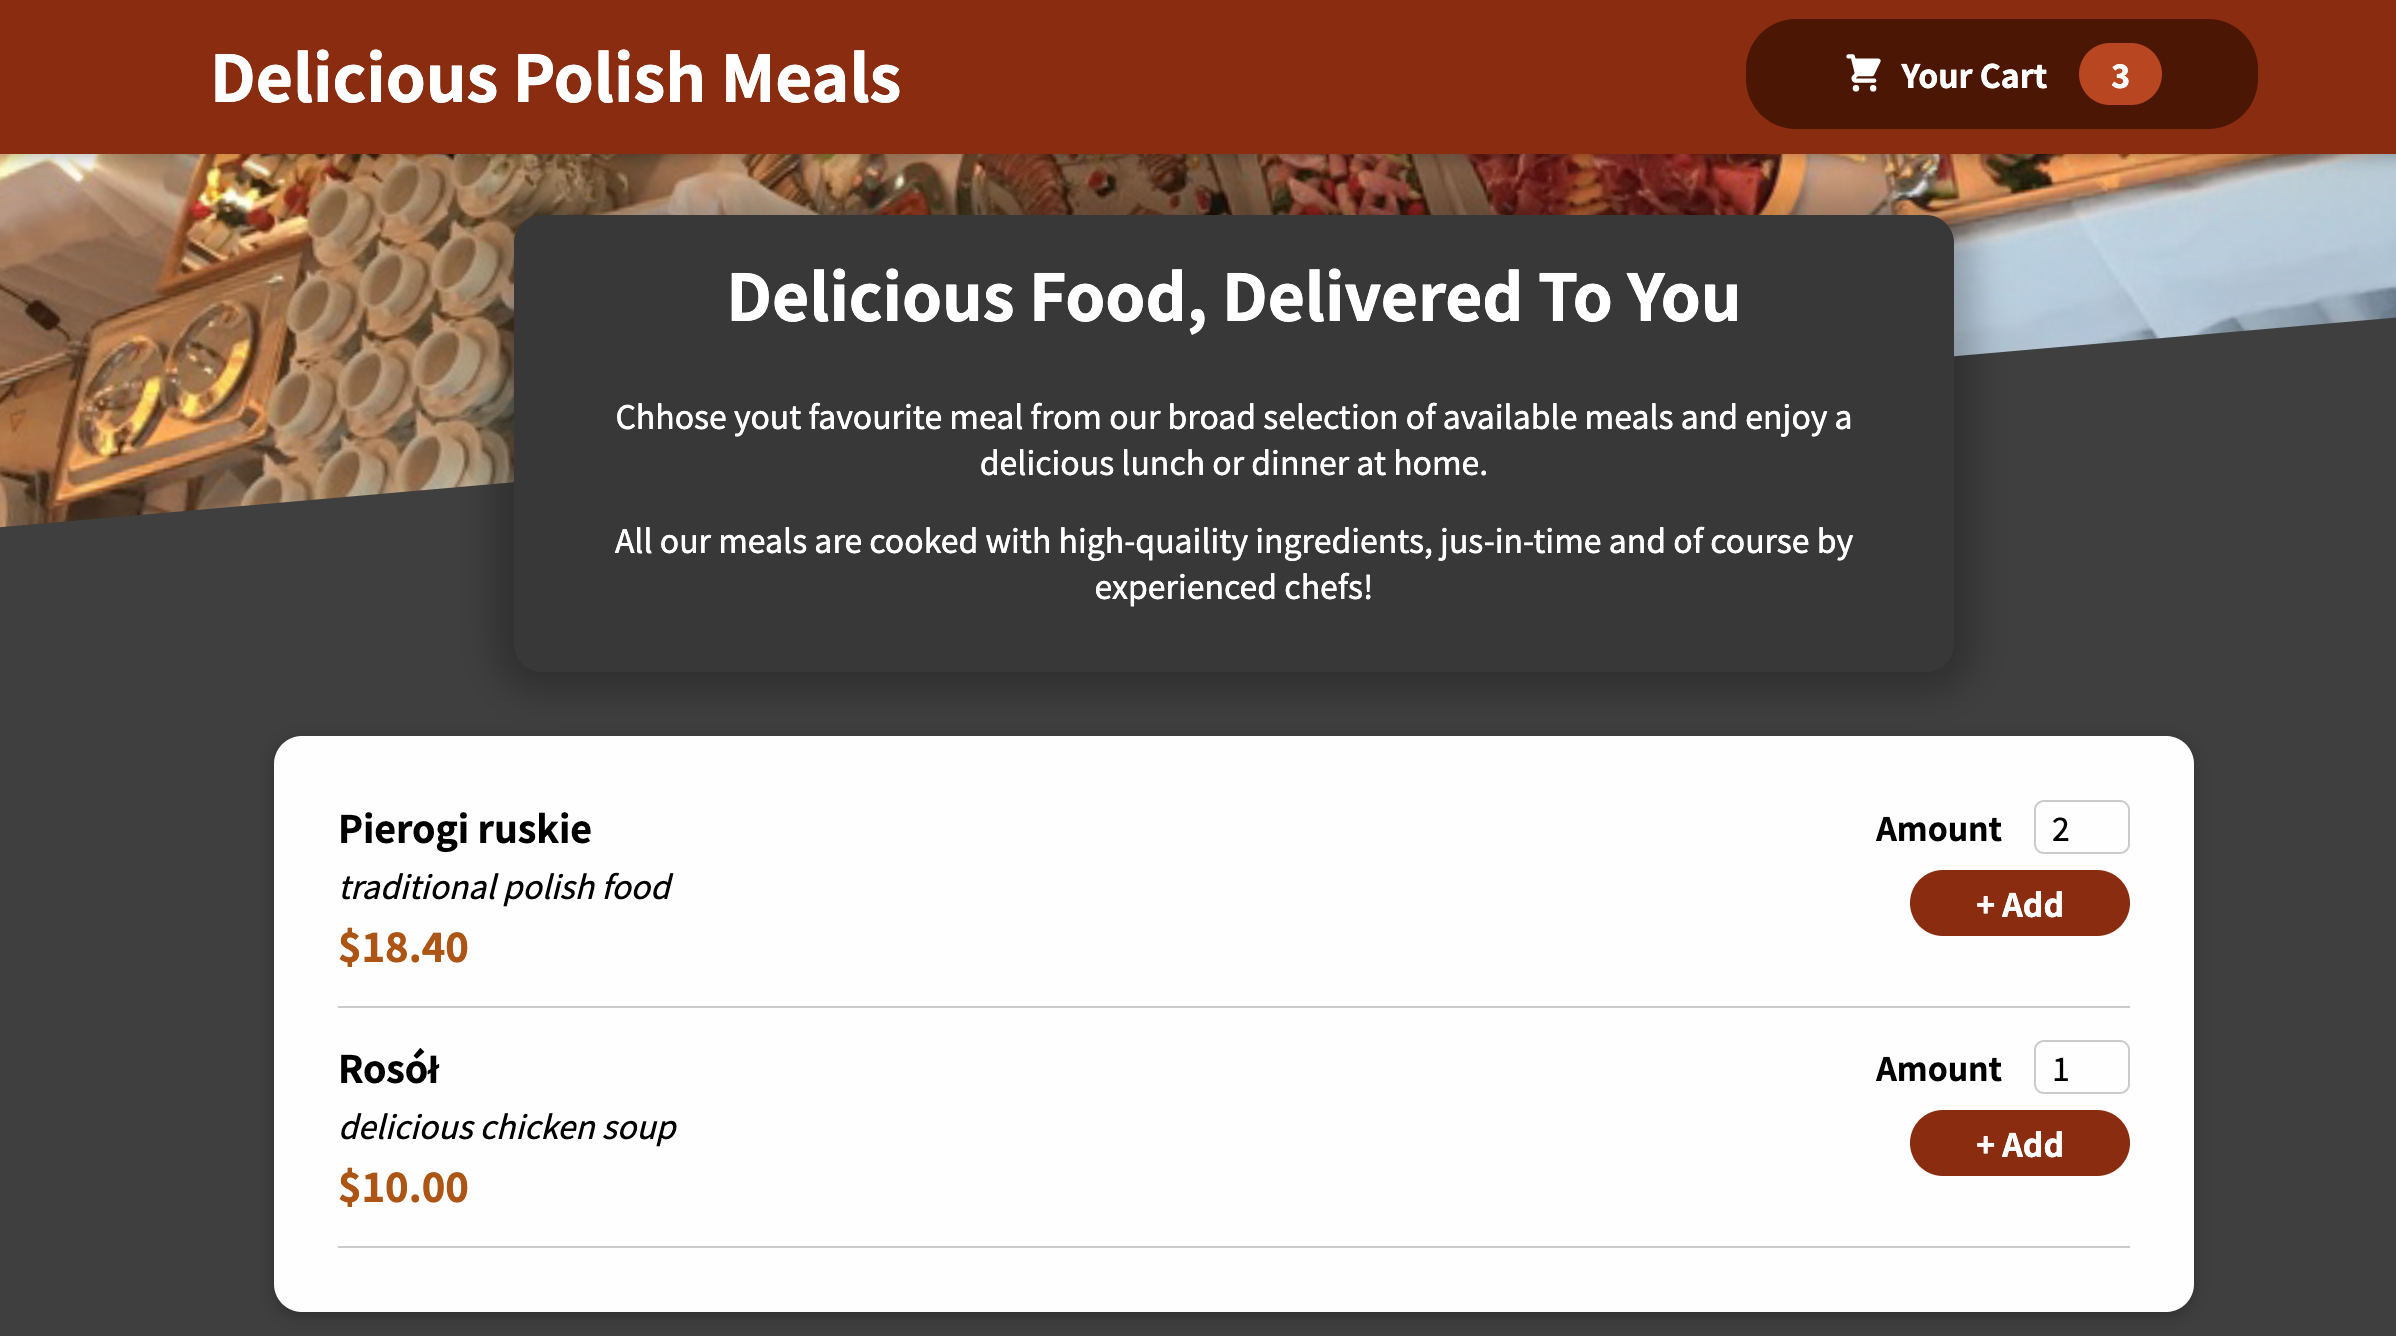 Delicious Polish Meals
Your Cart 3
Delicious Food, Delivered To You
Chhose yout favourite meal from our broad selection of available meals and enjoy a
delicious lunch or dinner at home.
All our meals are cooked with high-quaility ingredients, jus-in-time and of course by
experienced chefs!
Pierogi ruskie
traditional polish food
$18.40
Amount 2
+ Add
Rosół
delicious chicken soup
$10.00
Amount 1
+ Add